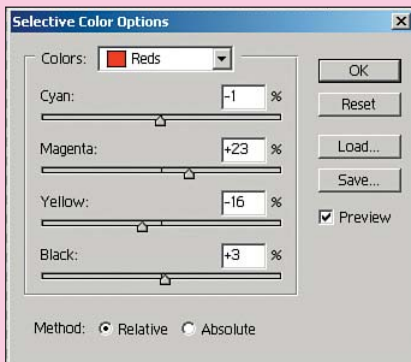 Selective Color Options
Colors: Reds
Cyan: -1 %
Magenta: +23 %
Yellow: -16 %
Black: +3 %
Method: Relative Absolute
OK
Reset
Load...
Save...
Preview